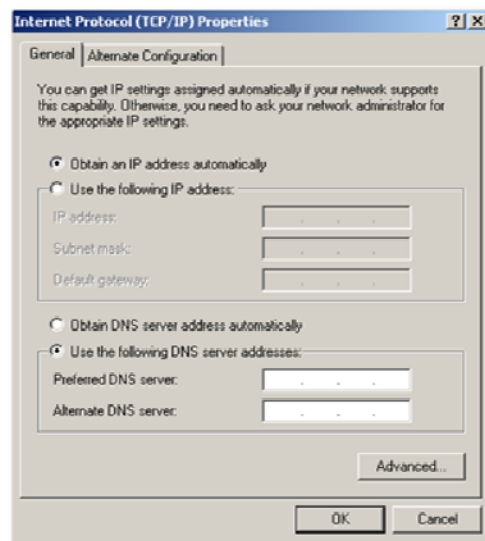 Internet Protocol (TCP/IP) Properties
General
Alternate Configuration
You can get IP settings assigned automatically if your network supports
this capability. Otherwise, you need to ask your network administrator for
the appropriate IP settings.
Obtain an IP address automatically
Use the following IP address:
IP address:
Subnet mask:
Default gateway:
Obtain DNS server address automatically
Use the following DNS server addresses:
Preferred DNS server:
Alternate DNS server:
Advanced...
OK
Cancel